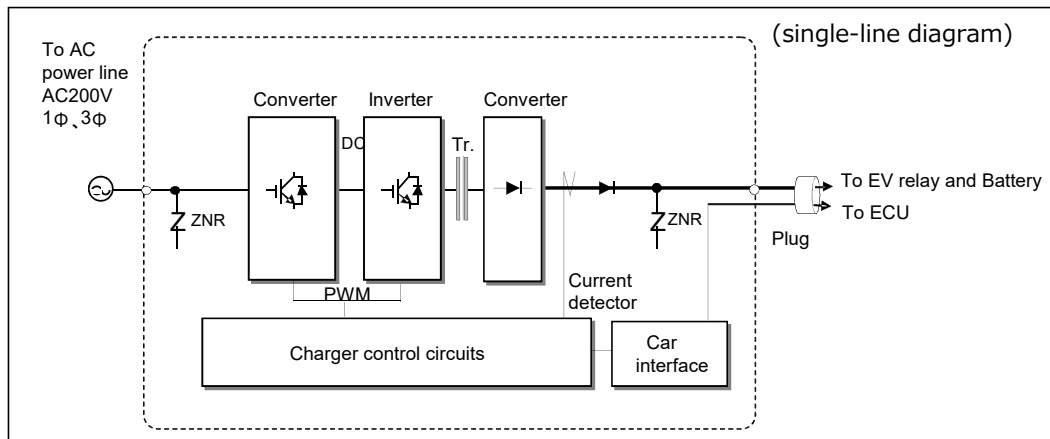 (single-line diagram)
To AC
power line
AC200V
1Φ、3Φ
Converter
Inverter
Converter
DC
Tr.
ZNR
ZNR
To EV relay and Battery
To ECU
Plug
PWM
Current
detector
Charger control circuits
Car
interface